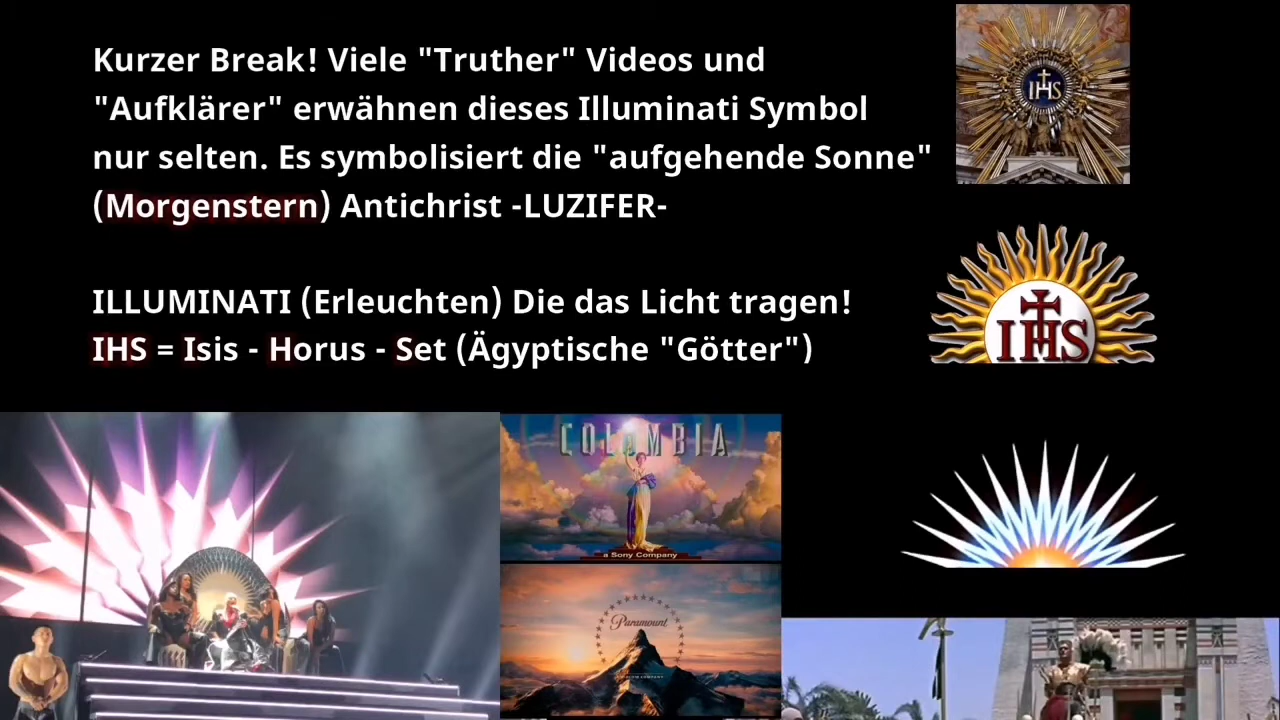 Kurzer Break! Viele "Truther" Videos und
"Aufklärer" erwähnen dieses Illuminati Symbol
nur selten. Es symbolisiert die "aufgehende Sonne"
(Morgenstern) Antichrist -LUZIFER-
ILLUMINATI (Erleuchten) Die das Licht tragen!
IHS = Isis - Horus - Set (Ägyptische "Götter")
IHS
IHS
COLUMBIA
a Sony Company
Paramount